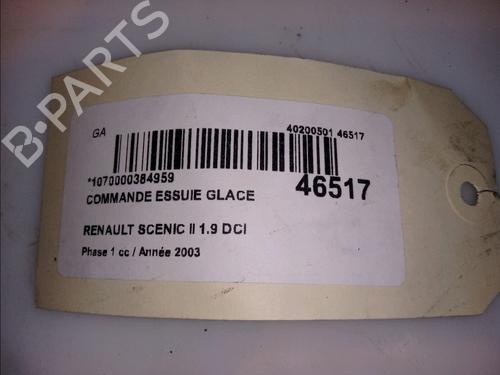 B-PARTS
GA
40200501 46517
*1070000384959
46517
COMMANDE ESSUIE GLACE
RENAULT SCENIC II 1.9 DCI
Phase 1 cc / Année 2003